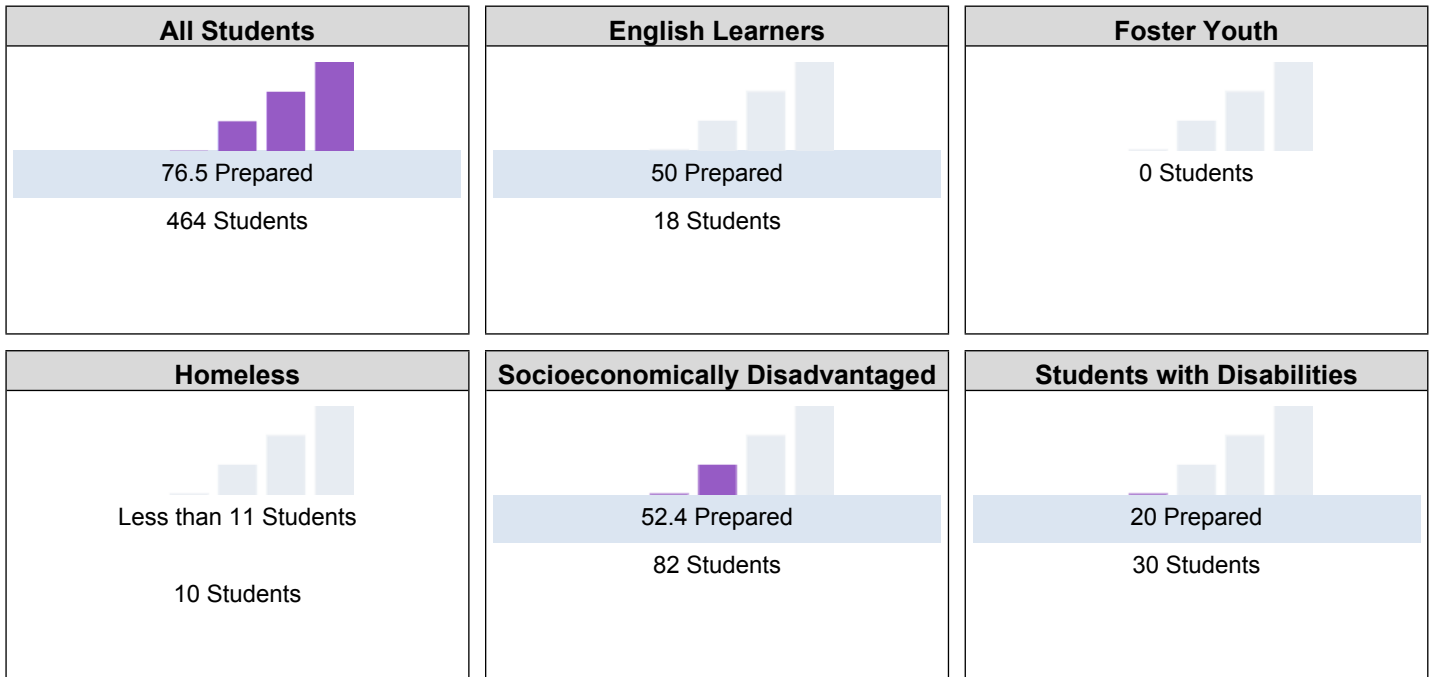 All Students
76.5 Prepared
464 Students
English Learners
50 Prepared
18 Students
Foster Youth
0 Students
Homeless
Less than 11 Students
10 Students
Socioeconomically Disadvantaged
52.4 Prepared
82 Students
Students with Disabilities
20 Prepared
30 Students